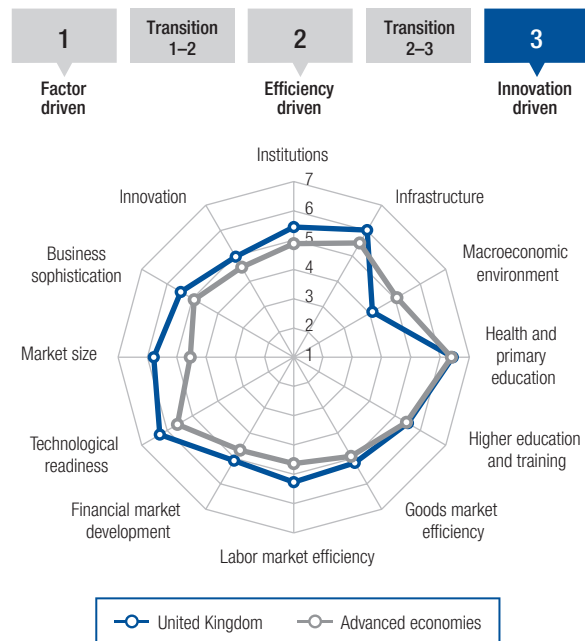 1
Transition
1–2
2
Transition
2–3
3
Factor
driven
Efficiency
driven
Innovation
driven
Institutions
7
6
5
4
3
2
1
Infrastructure
Macroeconomic
environment
Health and
primary
education
Higher education
and training
Goods market
efficiency
Labor market efficiency
Financial market
development
Technological
readiness
Market size
Business
sophistication
Innovation
United Kingdom
Advanced economies